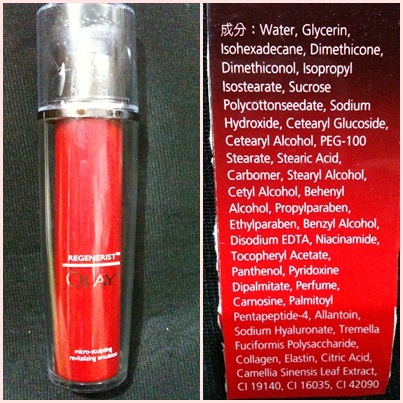 REGENERIST™
OLAY
micro-sculpting
revitalizing emulsion
成分：Water, Glycerin,
Isohexadecane, Dimethicone,
Dimethiconol, Isopropyl
Isostearate, Sucrose
Polycottonseedate, Sodium
Hydroxide, Cetearyl Glucoside,
Cetearyl Alcohol, PEG-100
Stearate, Stearic Acid,
Carbomer, Stearyl Alcohol,
Cetyl Alcohol, Behenyl
Alcohol, Propylparaben,
Ethylparaben, Benzyl Alcohol,
Disodium EDTA, Niacinamide,
Tocopheryl Acetate,
Panthenol, Pyridoxine
Dipalmitate, Perfume,
Carnosine, Palmitoyl
Pentapeptide-4, Allantoin,
Sodium Hyaluronate, Tremella
Fuciformis Polysaccharide,
Collagen, Elastin, Citric Acid,
Camellia Sinensis Leaf Extract,
CI 19140, CI 16035, CI 42090